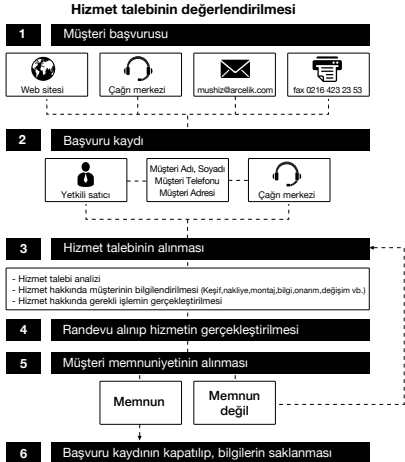 Hizmet talebinin değerlendirilmesi
1 Müşteri başvurusu
Web sitesi
Çağrı merkezi
mushiz@arcelik.com
fax 0216 423 23 53
2 Başvuru kaydı
Yetkili satıcı
Müşteri Adı, Soyadı
Müşteri Telefonu
Müşteri Adresi
Çağrı merkezi
3 Hizmet talebinin alınması
- Hizmet talebi analizi
- Hizmet hakkında müşterinin bilgilendirilmesi (Keşif,nakliye,montaj,bilgi,onarım,değişim vb.)
- Hizmet hakkında gerekli işlemin gerçekleştirilmesi
4 Randevu alınıp hizmetin gerçekleştirilmesi
5 Müşteri memnuniyetinin alınması
Memnun
Memnun
değil
6 Başvuru kaydının kapatılıp, bilgilerin saklanması